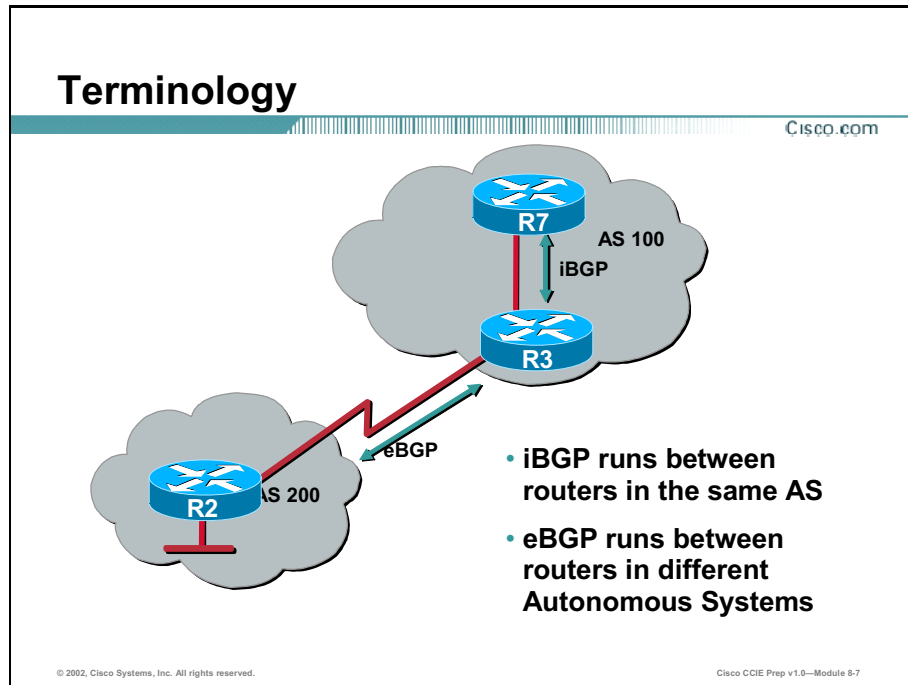 Terminology
Cisco.com
R7
AS 100
iBGP
R3
eBGP
AS 200
R2
• iBGP runs between
routers in the same AS
• eBGP runs between
routers in different
Autonomous Systems
© 2002, Cisco Systems, Inc. All rights reserved.
Cisco CCIE Prep v1.0—Module 8-7